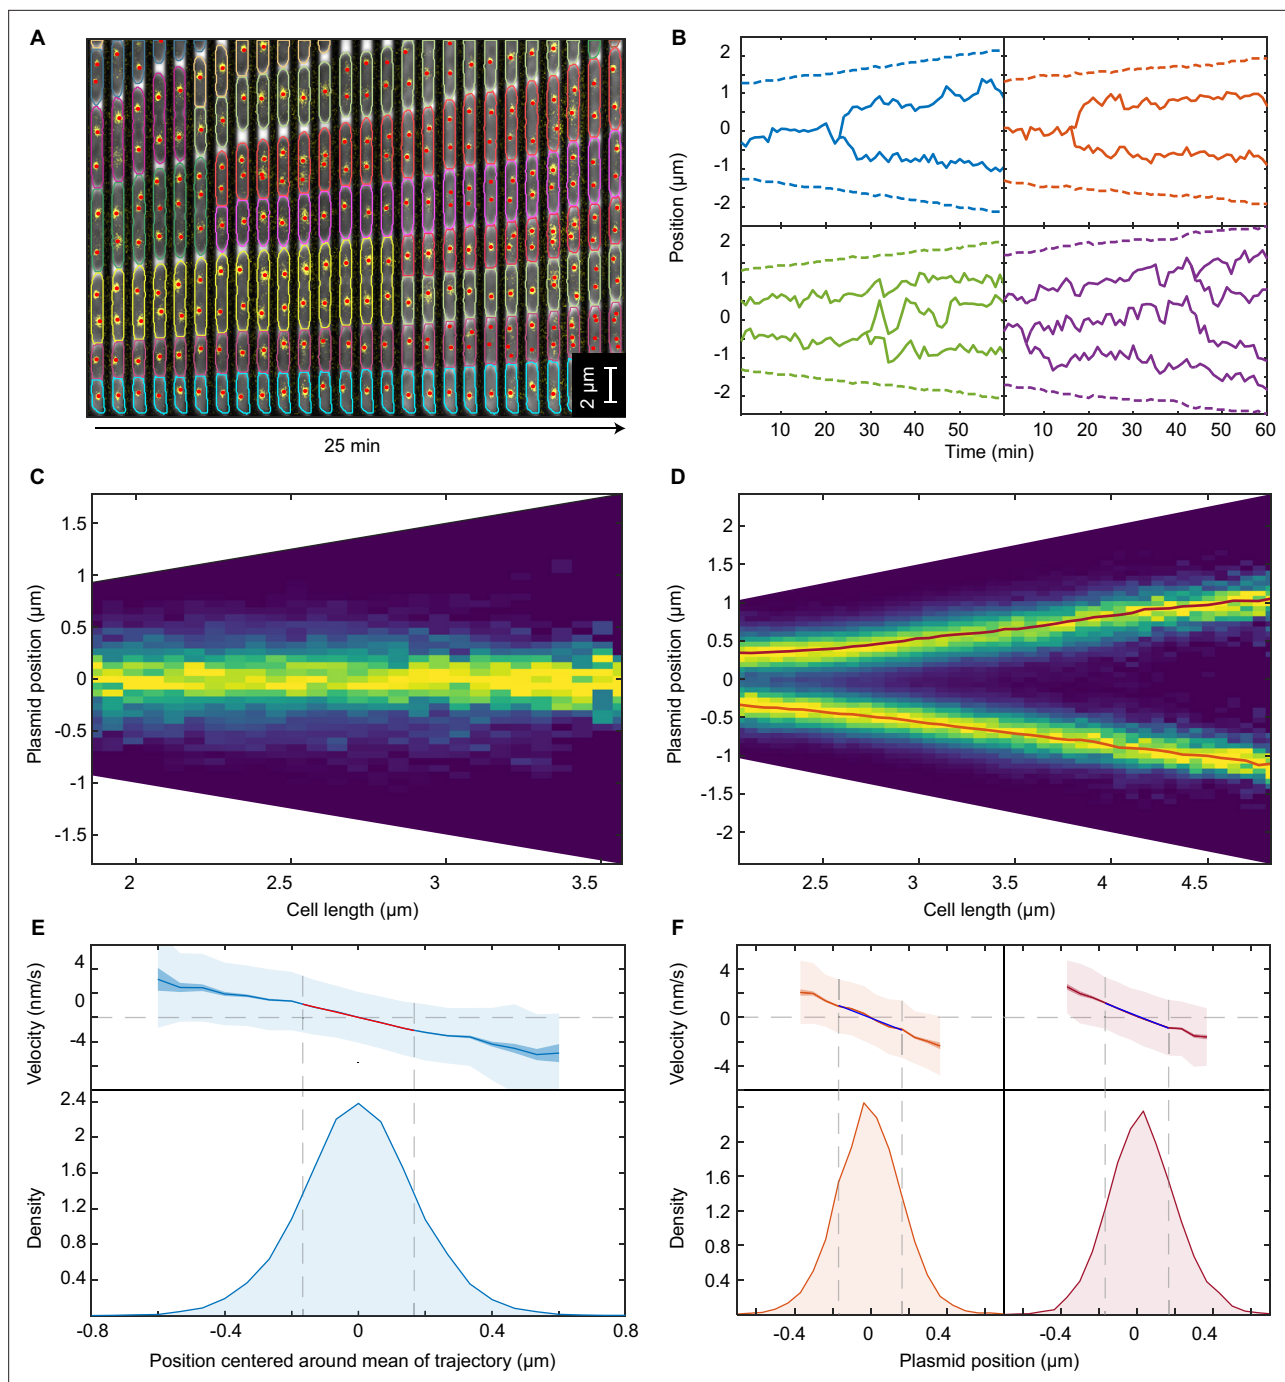 A
2 µm
25 min
B
Position (µm)
2
1
0
-1
-2
2
1
0
-1
-2
10 20 30 40 50
10 20 30 40 50 60
Time (min)
C
Plasmid position (µm)
1.5
1
0.5
0
-0.5
-1
-1.5
2 2.5 3 3.5
Cell length (µm)
D
Plasmid position (µm)
2
1.5
1
0.5
0
-0.5
-1
-1.5
-2
2.5 3 3.5 4 4.5
Cell length (µm)
E
Velocity (nm/s)
4
0
-4
Density
2.4
2
1.6
1.2
0.8
0.4
-0.8 -0.4 0 0.4 0.8
Position centered around mean of trajectory (µm)
F
Velocity (nm/s)
4
0
-4
Density
2
1.6
1.2
0.8
0.4
-0.4 0 0.4
-0.4 0 0.4
Plasmid position (µm)